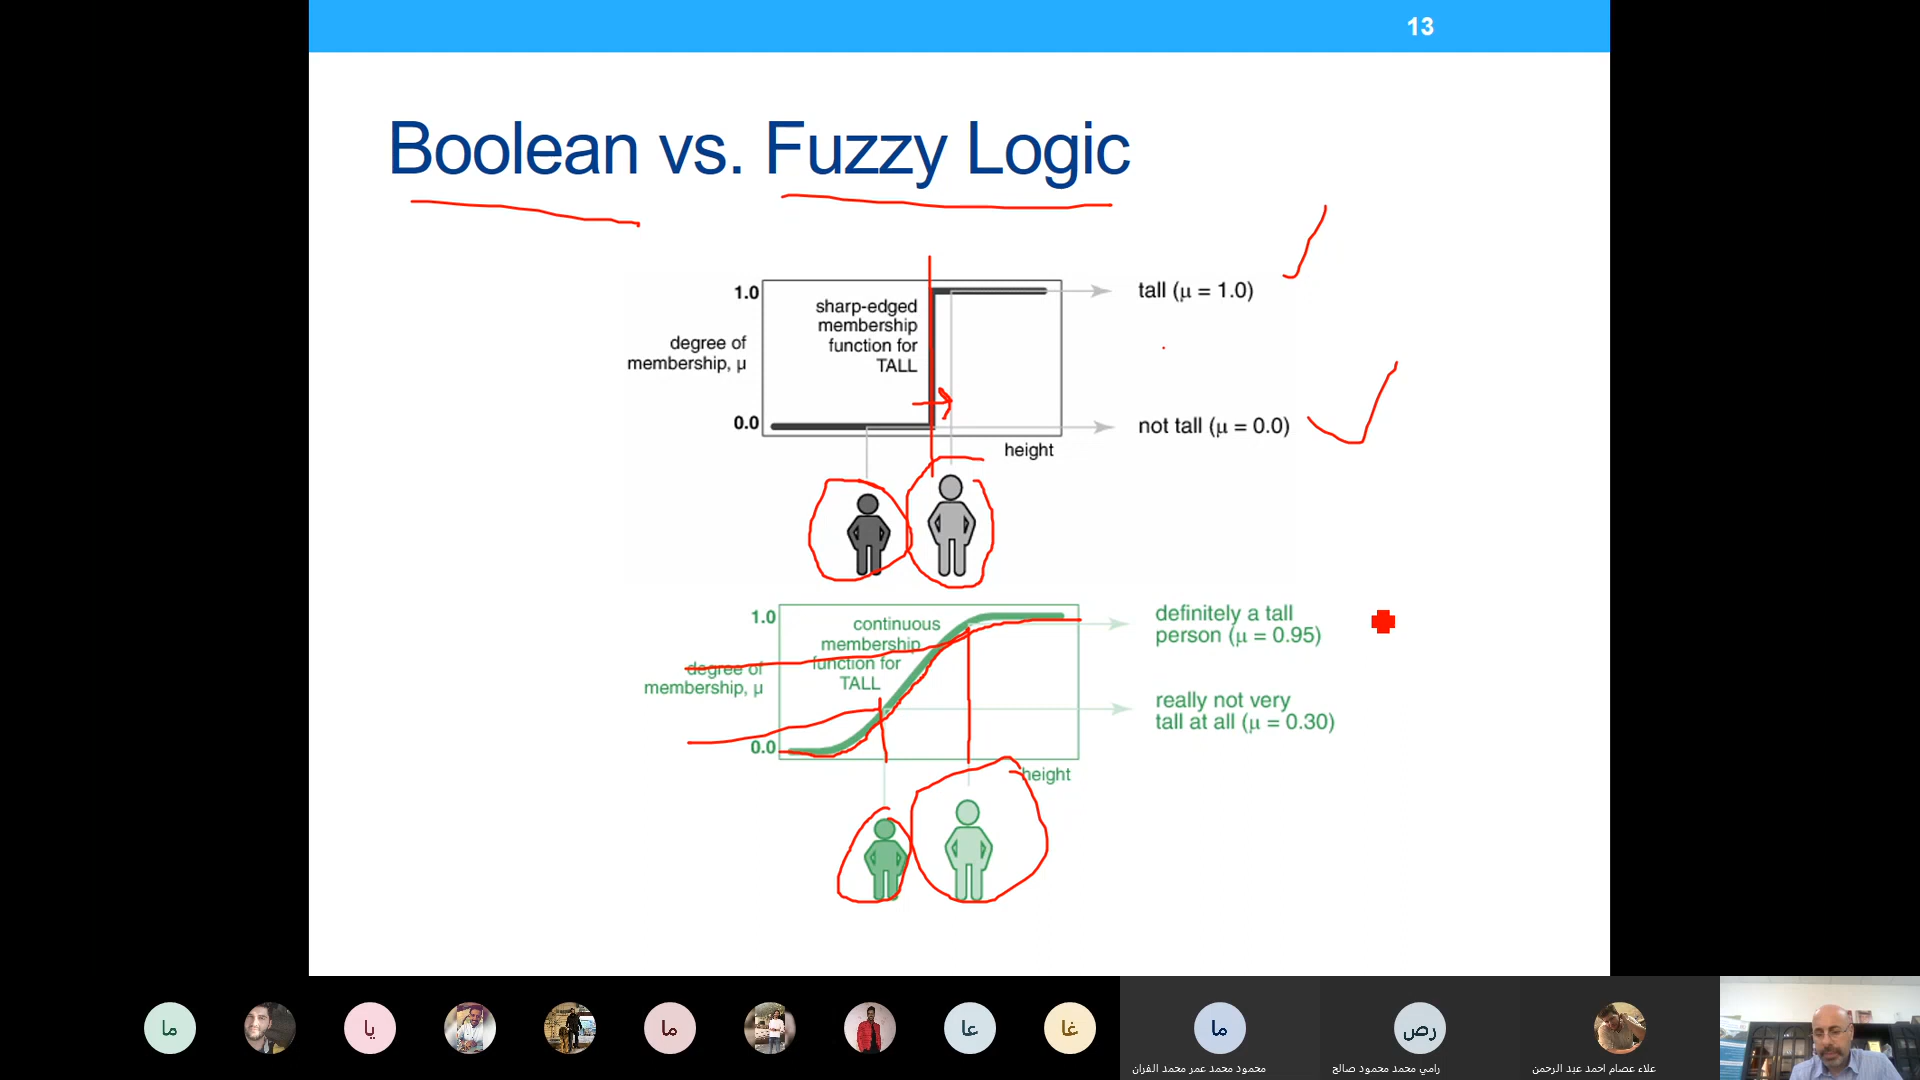 13
Boolean vs. Fuzzy Logic
1.0
sharp-edged
membership
function for
TALL
degree of
membership, μ
0.0
height
tall (μ = 1.0)
not tall (μ = 0.0)
1.0
continuous
membership
function for
TALL
degree of
membership, μ
0.0
height
definitely a tall
person (μ = 0.95)
really not very
tall at all (μ = 0.30)
ما
يا
ما
عا
غا
ما
رص
محمود محمد عمر محمد الفران
رامي محمد محمود صالح
علاء عصام احمد عبد الرحمن